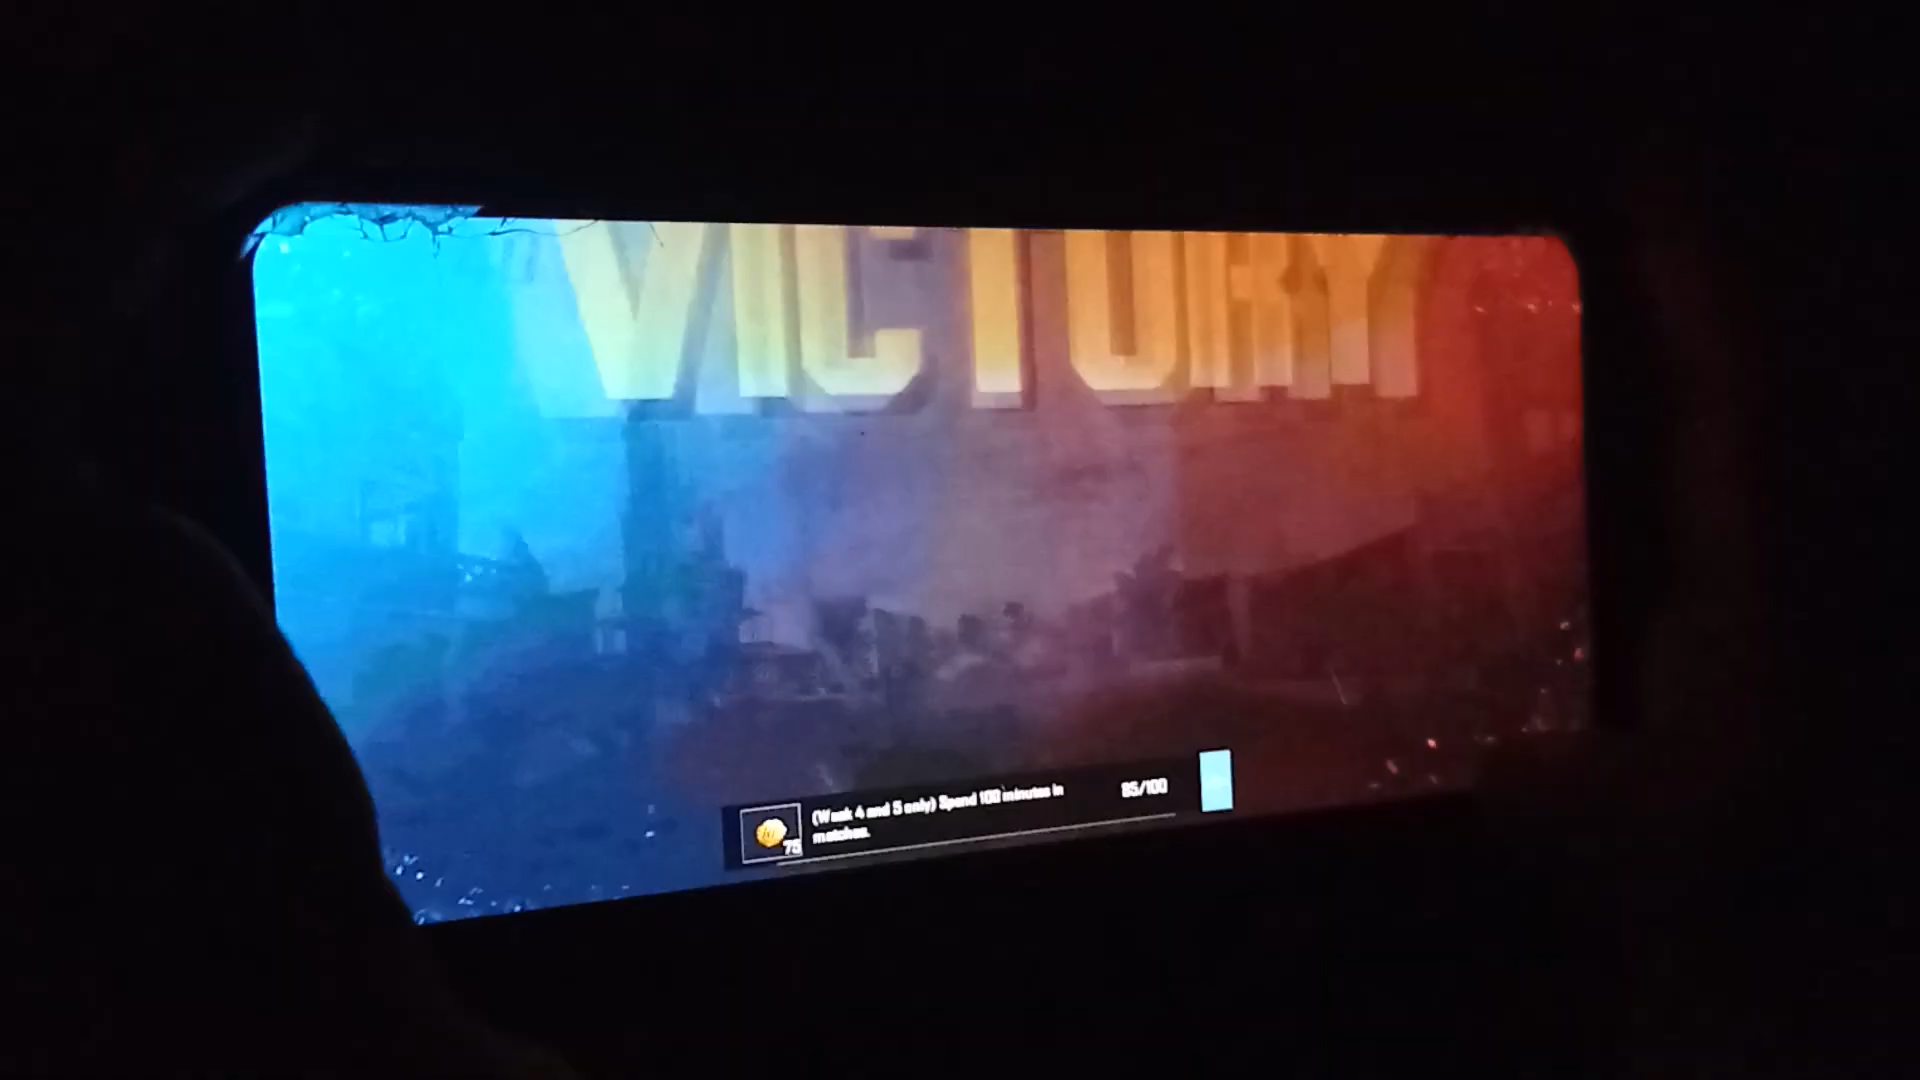 VICTORY
(Week 4 and 5 only) Spend 100 minutes in
matches.
85/100
75